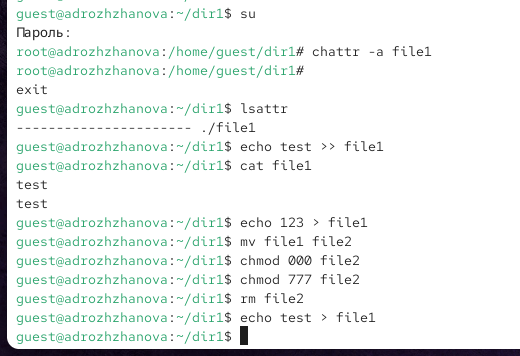 guest@adrozhzhanova:~/dir1$ su
Пароль:
root@adrozhzhanova:/home/guest/dir1# chattr -a file1
root@adrozhzhanova:/home/guest/dir1#
exit
guest@adrozhzhanova:~/dir1$ lsattr
---------------------- ./file1
guest@adrozhzhanova:~/dir1$ echo test >> file1
guest@adrozhzhanova:~/dir1$ cat file1
test
test
guest@adrozhzhanova:~/dir1$ echo 123 > file1
guest@adrozhzhanova:~/dir1$ mv file1 file2
guest@adrozhzhanova:~/dir1$ chmod 000 file2
guest@adrozhzhanova:~/dir1$ chmod 777 file2
guest@adrozhzhanova:~/dir1$ rm file2
guest@adrozhzhanova:~/dir1$ echo test > file1
guest@adrozhzhanova:~/dir1$